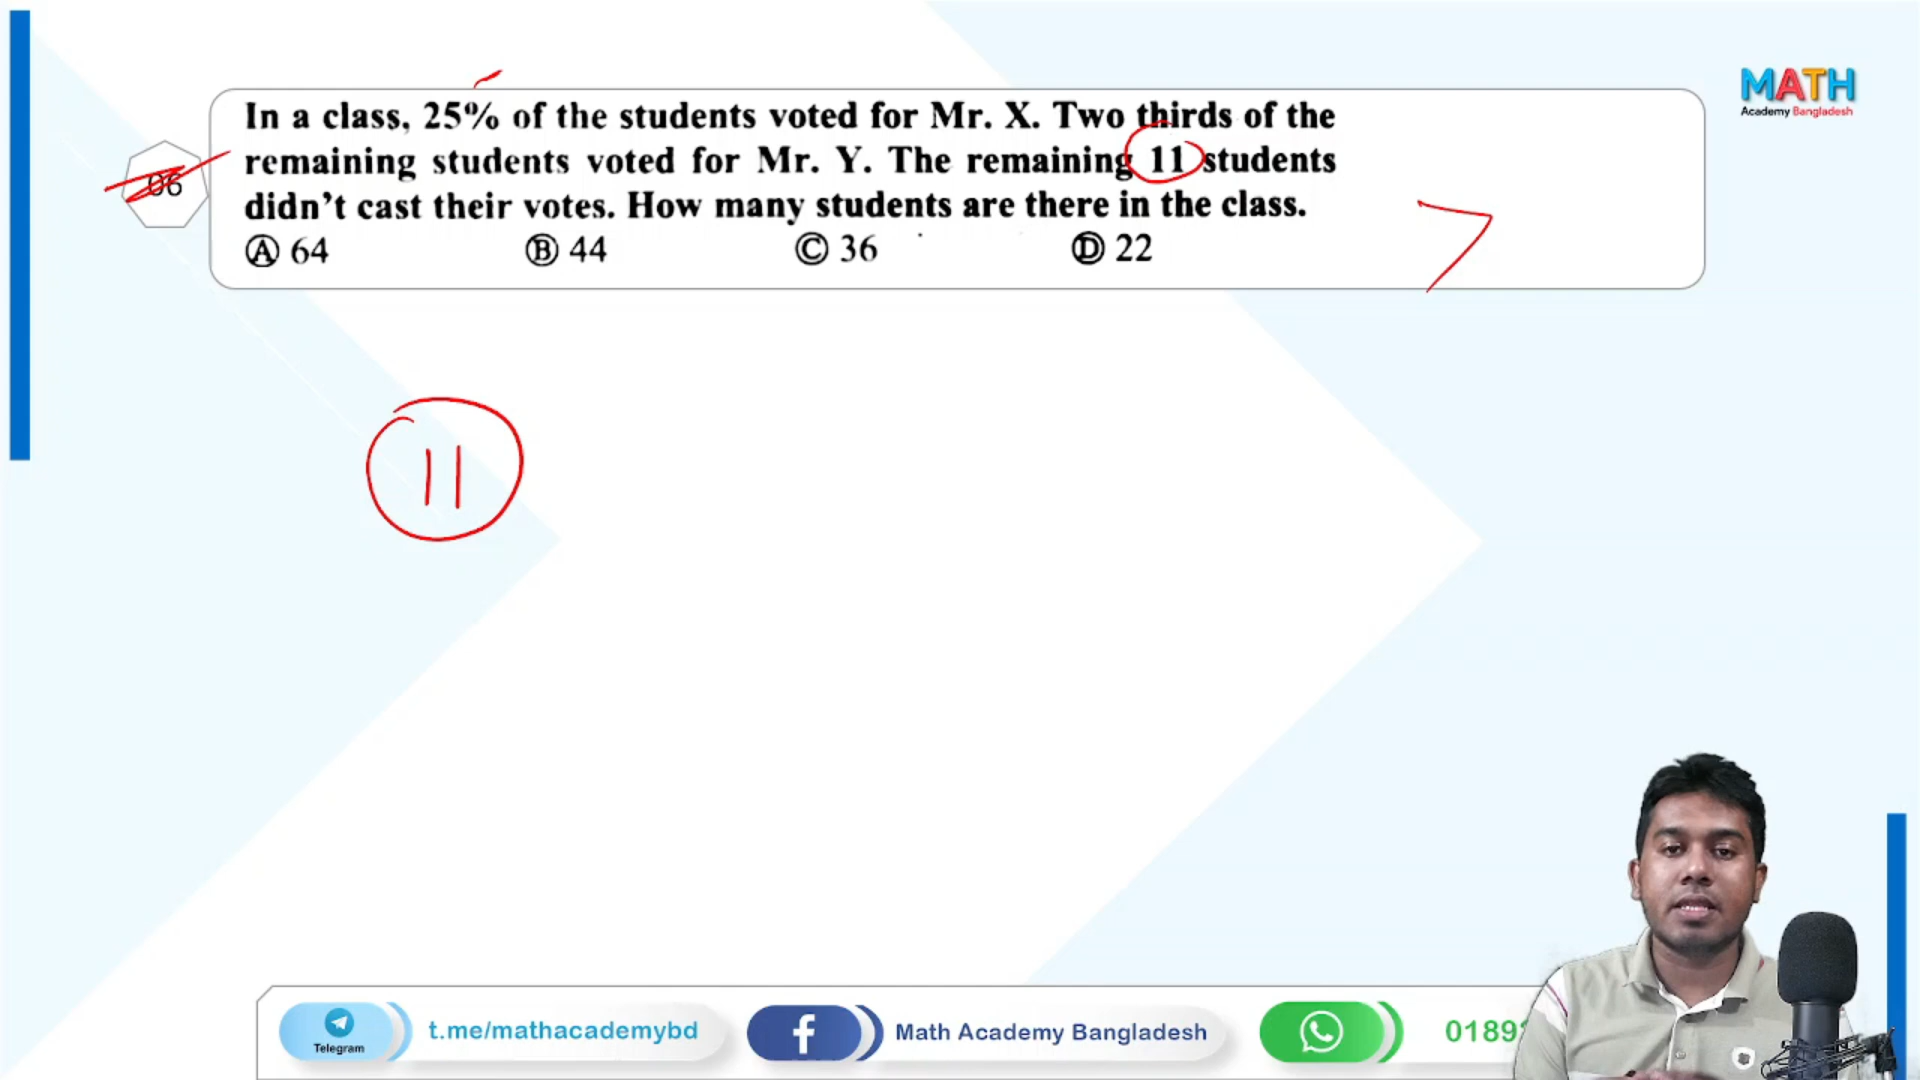 MATH
Academy Bangladesh
06
In a class, 25% of the students voted for Mr. X. Two thirds of the
remaining students voted for Mr. Y. The remaining 11 students
didn't cast their votes. How many students are there in the class.
Ⓐ 64 Ⓑ 44 Ⓒ 36 Ⓓ 22
11
Telegram
t.me/mathacademybd
Math Academy Bangladesh